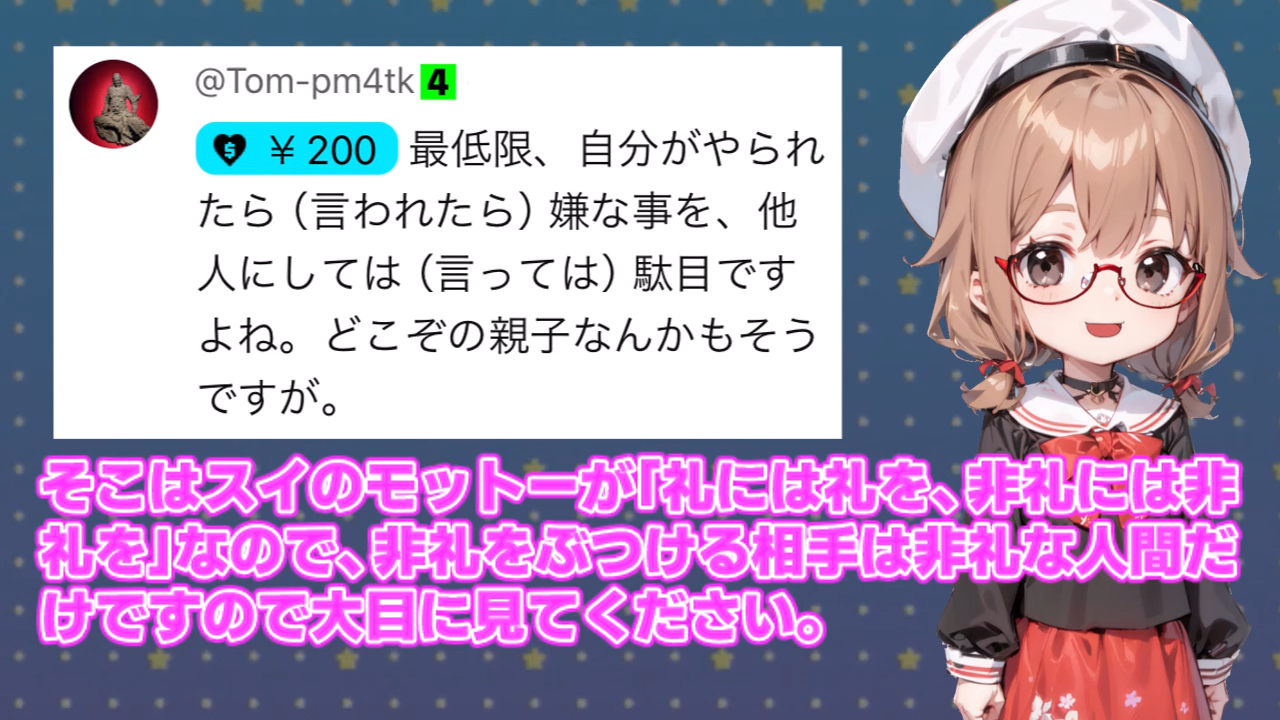 @Tom-pm4tk 4
¥ 200 最低限、自分がやられ
たら（言われたら）嫌な事を、他
人にしては（言っては）駄目です
よね。どこぞの親子なんかもそう
ですが。
そこはスイのモットーが「礼には礼を、非礼には非
礼を」なので、非礼をぶつける相手は非礼な人間だ
けですので大目に見てください。